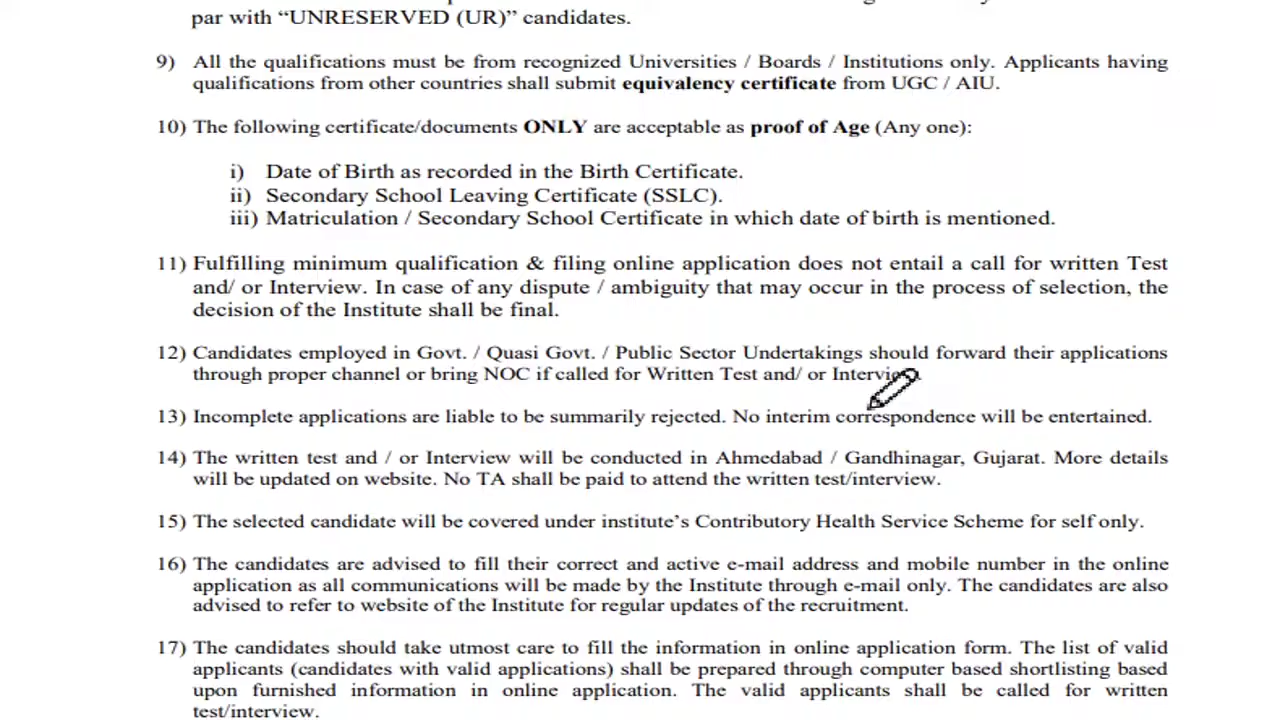 par with “UNRESERVED (UR)” candidates.
9) All the qualifications must be from recognized Universities / Boards / Institutions only. Applicants having
qualifications from other countries shall submit equivalency certificate from UGC / AIU.
10) The following certificate/documents ONLY are acceptable as proof of Age (Any one):
i) Date of Birth as recorded in the Birth Certificate.
ii) Secondary School Leaving Certificate (SSLC).
iii) Matriculation / Secondary School Certificate in which date of birth is mentioned.
11) Fulfilling minimum qualification & filing online application does not entail a call for written Test
and/ or Interview. In case of any dispute / ambiguity that may occur in the process of selection, the
decision of the Institute shall be final.
12) Candidates employed in Govt. / Quasi Govt. / Public Sector Undertakings should forward their applications
through proper channel or bring NOC if called for Written Test and/ or Interview.
13) Incomplete applications are liable to be summarily rejected. No interim correspondence will be entertained.
14) The written test and / or Interview will be conducted in Ahmedabad / Gandhinagar, Gujarat. More details
will be updated on website. No TA shall be paid to attend the written test/interview.
15) The selected candidate will be covered under institute’s Contributory Health Service Scheme for self only.
16) The candidates are advised to fill their correct and active e-mail address and mobile number in the online
application as all communications will be made by the Institute through e-mail only. The candidates are also
advised to refer to website of the Institute for regular updates of the recruitment.
17) The candidates should take utmost care to fill the information in online application form. The list of valid
applicants (candidates with valid applications) shall be prepared through computer based shortlisting based
upon furnished information in online application. The valid applicants shall be called for written
test/interview.